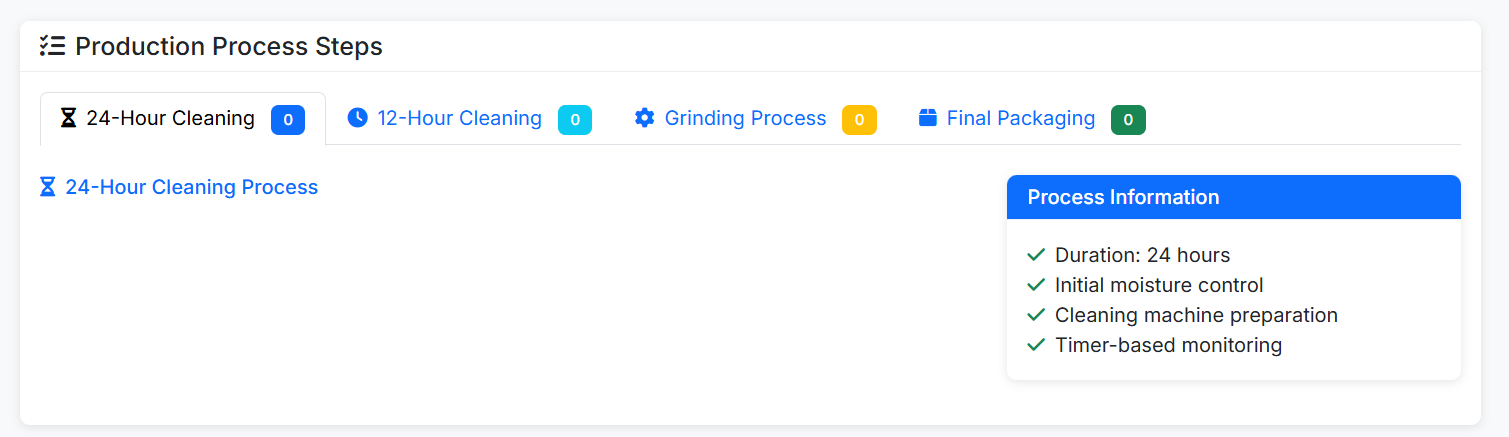 Production Process Steps
24-Hour Cleaning 0 12-Hour Cleaning 0 Grinding Process 0 Final Packaging 0
24-Hour Cleaning Process
Process Information
Duration: 24 hours
Initial moisture control
Cleaning machine preparation
Timer-based monitoring